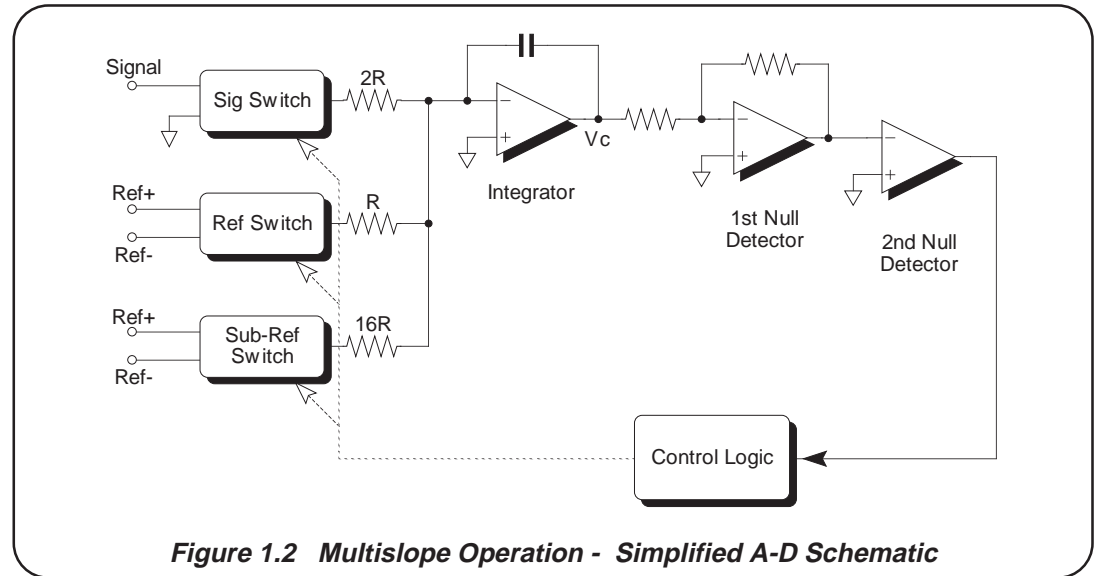 Signal
Sig Switch
2R
−
+
Integrator
Vc
−
+
1st Null
Detector
−
+
2nd Null
Detector
Ref+
Ref-
Ref Switch
R
Ref+
Ref-
Sub-Ref
Switch
16R
Control Logic
Figure 1.2 Multislope Operation - Simplified A-D Schematic